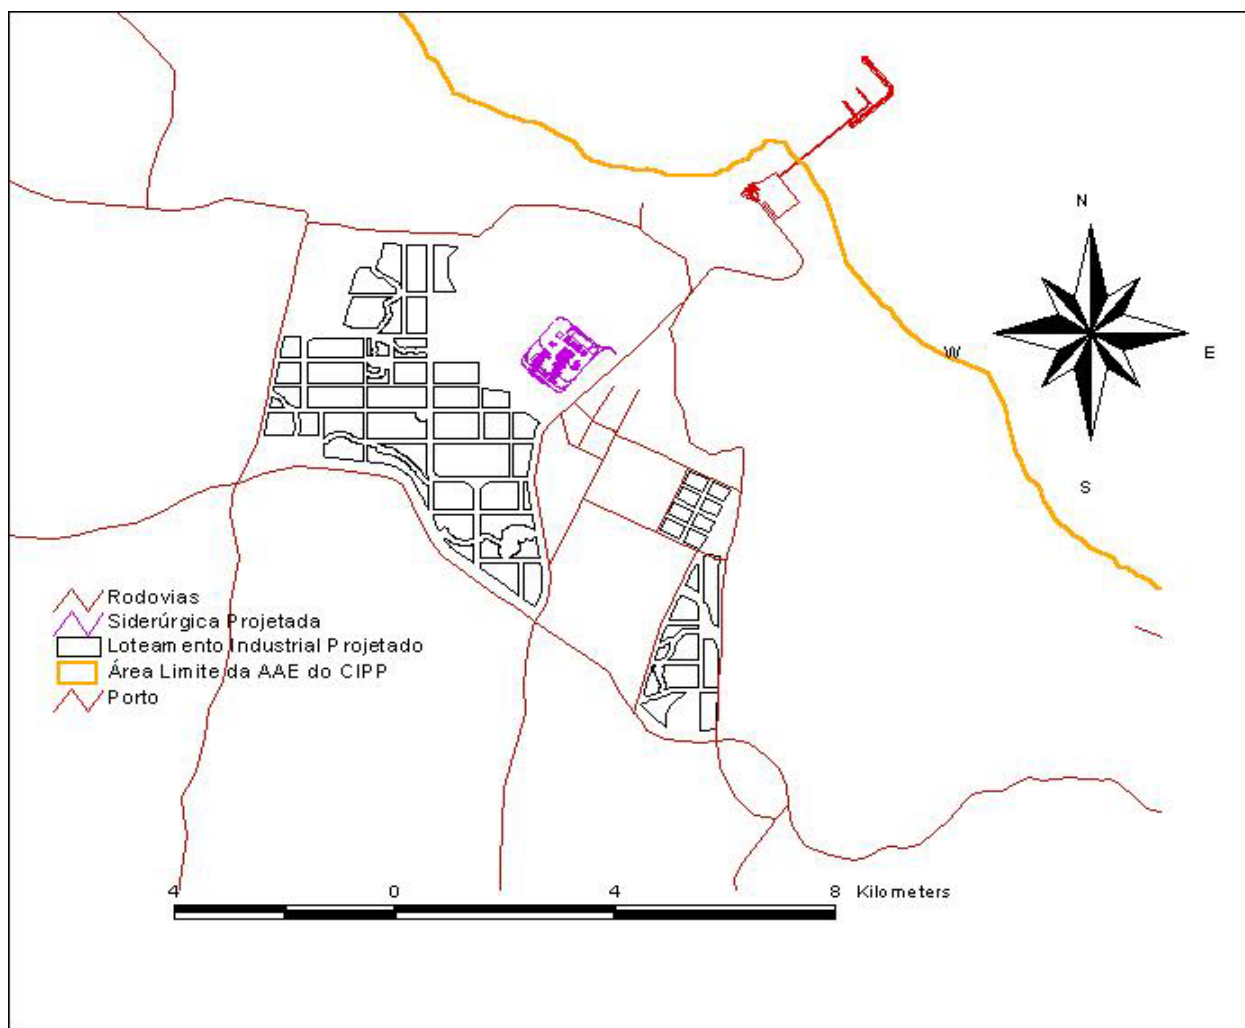 N
W
E
S
Rodovias
Siderúrgica Projetada
Loteamento Industrial Projetado
Área Limite da AAE do CIPP
Porto
4 0 4 8 Kilometers